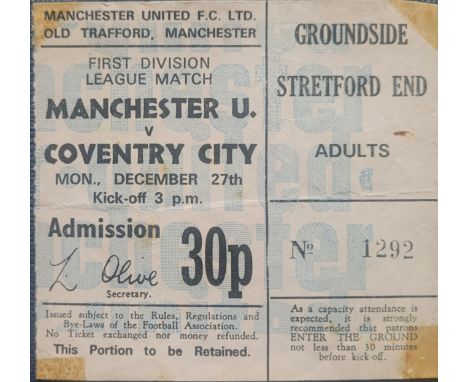 MANCHESTER UNITED F.C. LTD.
OLD TRAFFORD, MANCHESTER
FIRST DIVISION
LEAGUE MATCH
MANCHESTER U.
v
COVENTRY CITY
MON., DECEMBER 27th
Kick-off 3 p.m.
Admission
30p
L. Olive
Secretary.
Issued subject to the Rules, Regulations and
Bye-Laws of the Football Association.
No Ticket exchanged nor money refunded.
This Portion to be Retained.
GROUNDSIDE
STRETFORD END
ADULTS
No 1292
As a capacity attendance is
expected, it is strongly
recommended that patrons
ENTER THE GROUND
not less than 30 minutes
before kick-off.